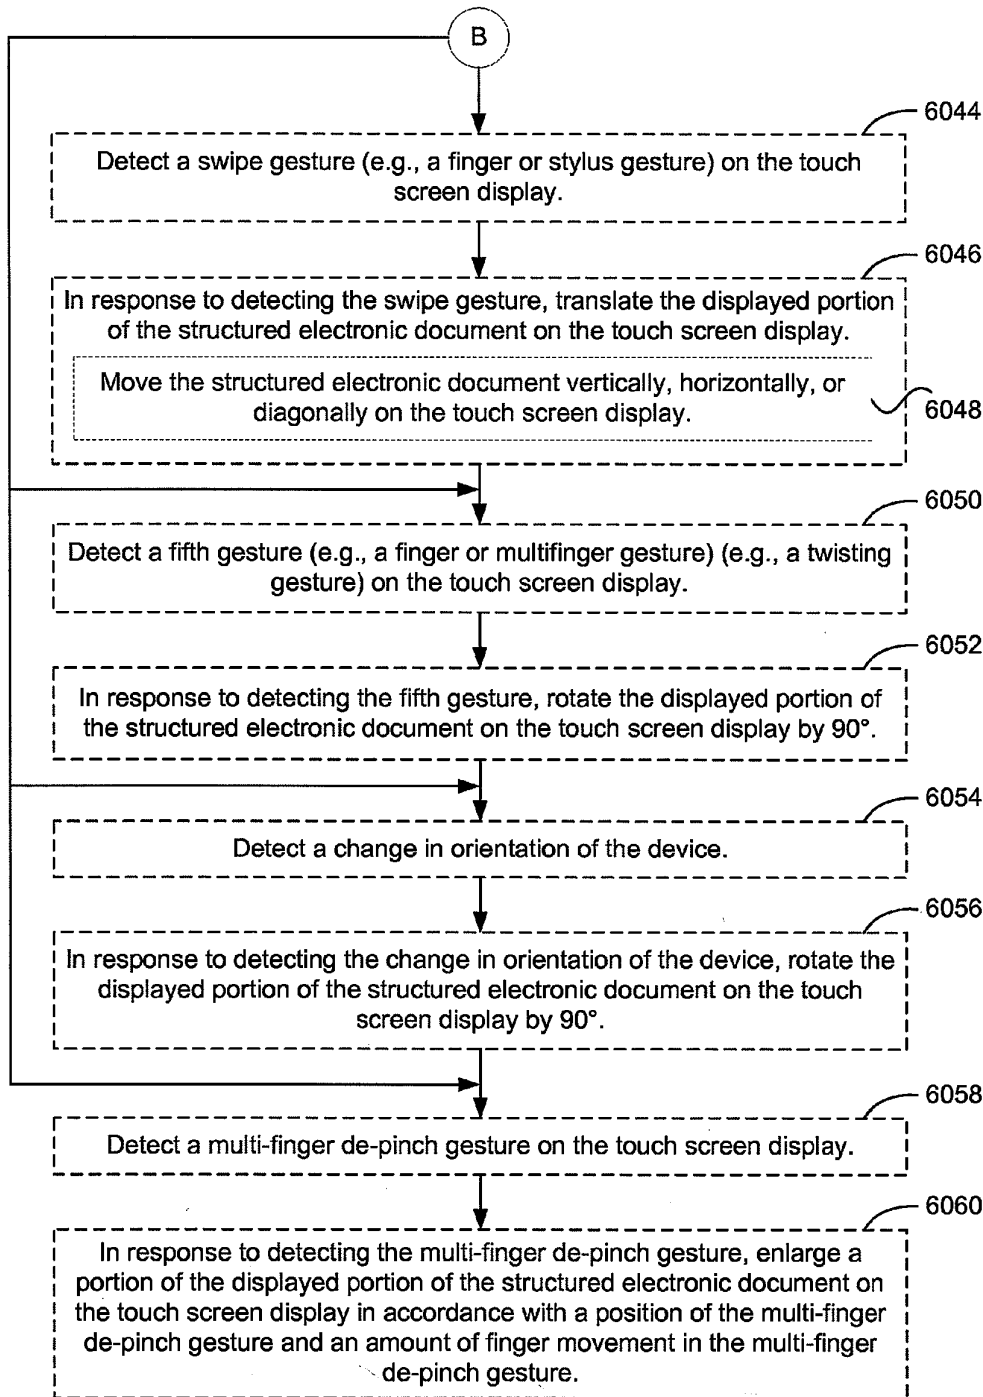 B
6044
Detect a swipe gesture (e.g., a finger or stylus gesture) on the touch
screen display.
6046
In response to detecting the swipe gesture, translate the displayed portion
of the structured electronic document on the touch screen display.
Move the structured electronic document vertically, horizontally, or
diagonally on the touch screen display.
6048
6050
Detect a fifth gesture (e.g., a finger or multifinger gesture) (e.g., a twisting
gesture) on the touch screen display.
6052
In response to detecting the fifth gesture, rotate the displayed portion of
the structured electronic document on the touch screen display by 90°.
6054
Detect a change in orientation of the device.
6056
In response to detecting the change in orientation of the device, rotate the
displayed portion of the structured electronic document on the touch
screen display by 90°.
6058
Detect a multi-finger de-pinch gesture on the touch screen display.
6060
In response to detecting the multi-finger de-pinch gesture, enlarge a
portion of the displayed portion of the structured electronic document on
the touch screen display in accordance with a position of the multi-finger
de-pinch gesture and an amount of finger movement in the multi-finger
de-pinch gesture.